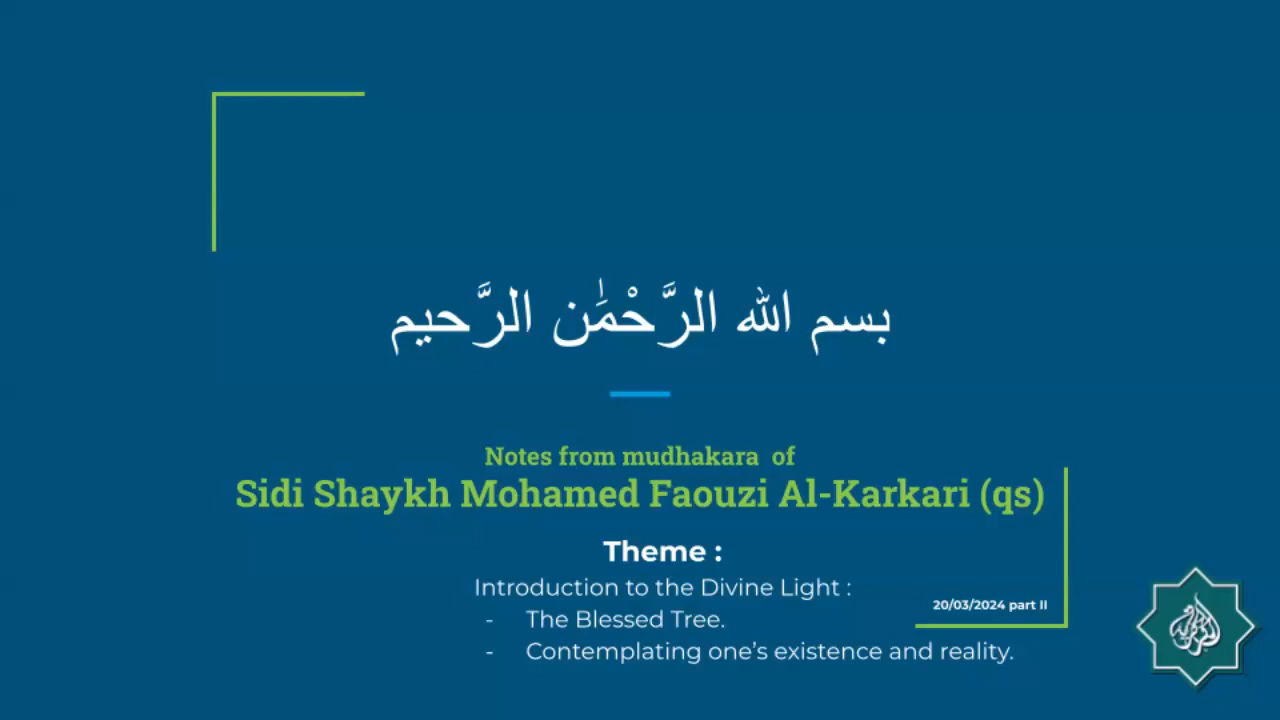 بسم الله الرَّحْمَٰن الرَّحيم
Notes from mudhakara of
Sidi Shaykh Mohamed Faouzi Al-Karkari (qs)
Theme :
Introduction to the Divine Light :
20/03/2024 part II
- The Blessed Tree.
- Contemplating one’s existence and reality.